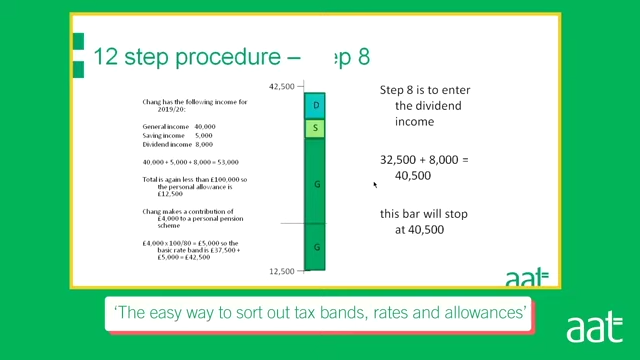 12 step procedure – ep 8
42,500
Chang has the following income for
2019/20:
General income 40,000
Saving income 5,000
Dividend income 8,000
40,000 + 5,000 + 8,000 = 53,000
Total is again less than £100,000 so
the personal allowance is
£12,500
Chang makes a contribution of
£4,000 to a personal pension
scheme
£4,000 x 100/80 = £5,000 so the
basic rate band is £37,500 +
£5,000 = £42,500
D
S
G
G
12,500
Step 8 is to enter
the dividend
income
32,500 + 8,000 =
40,500
this bar will stop
at 40,500
aat
'The easy way to sort out tax bands, rates and allowances'
aat